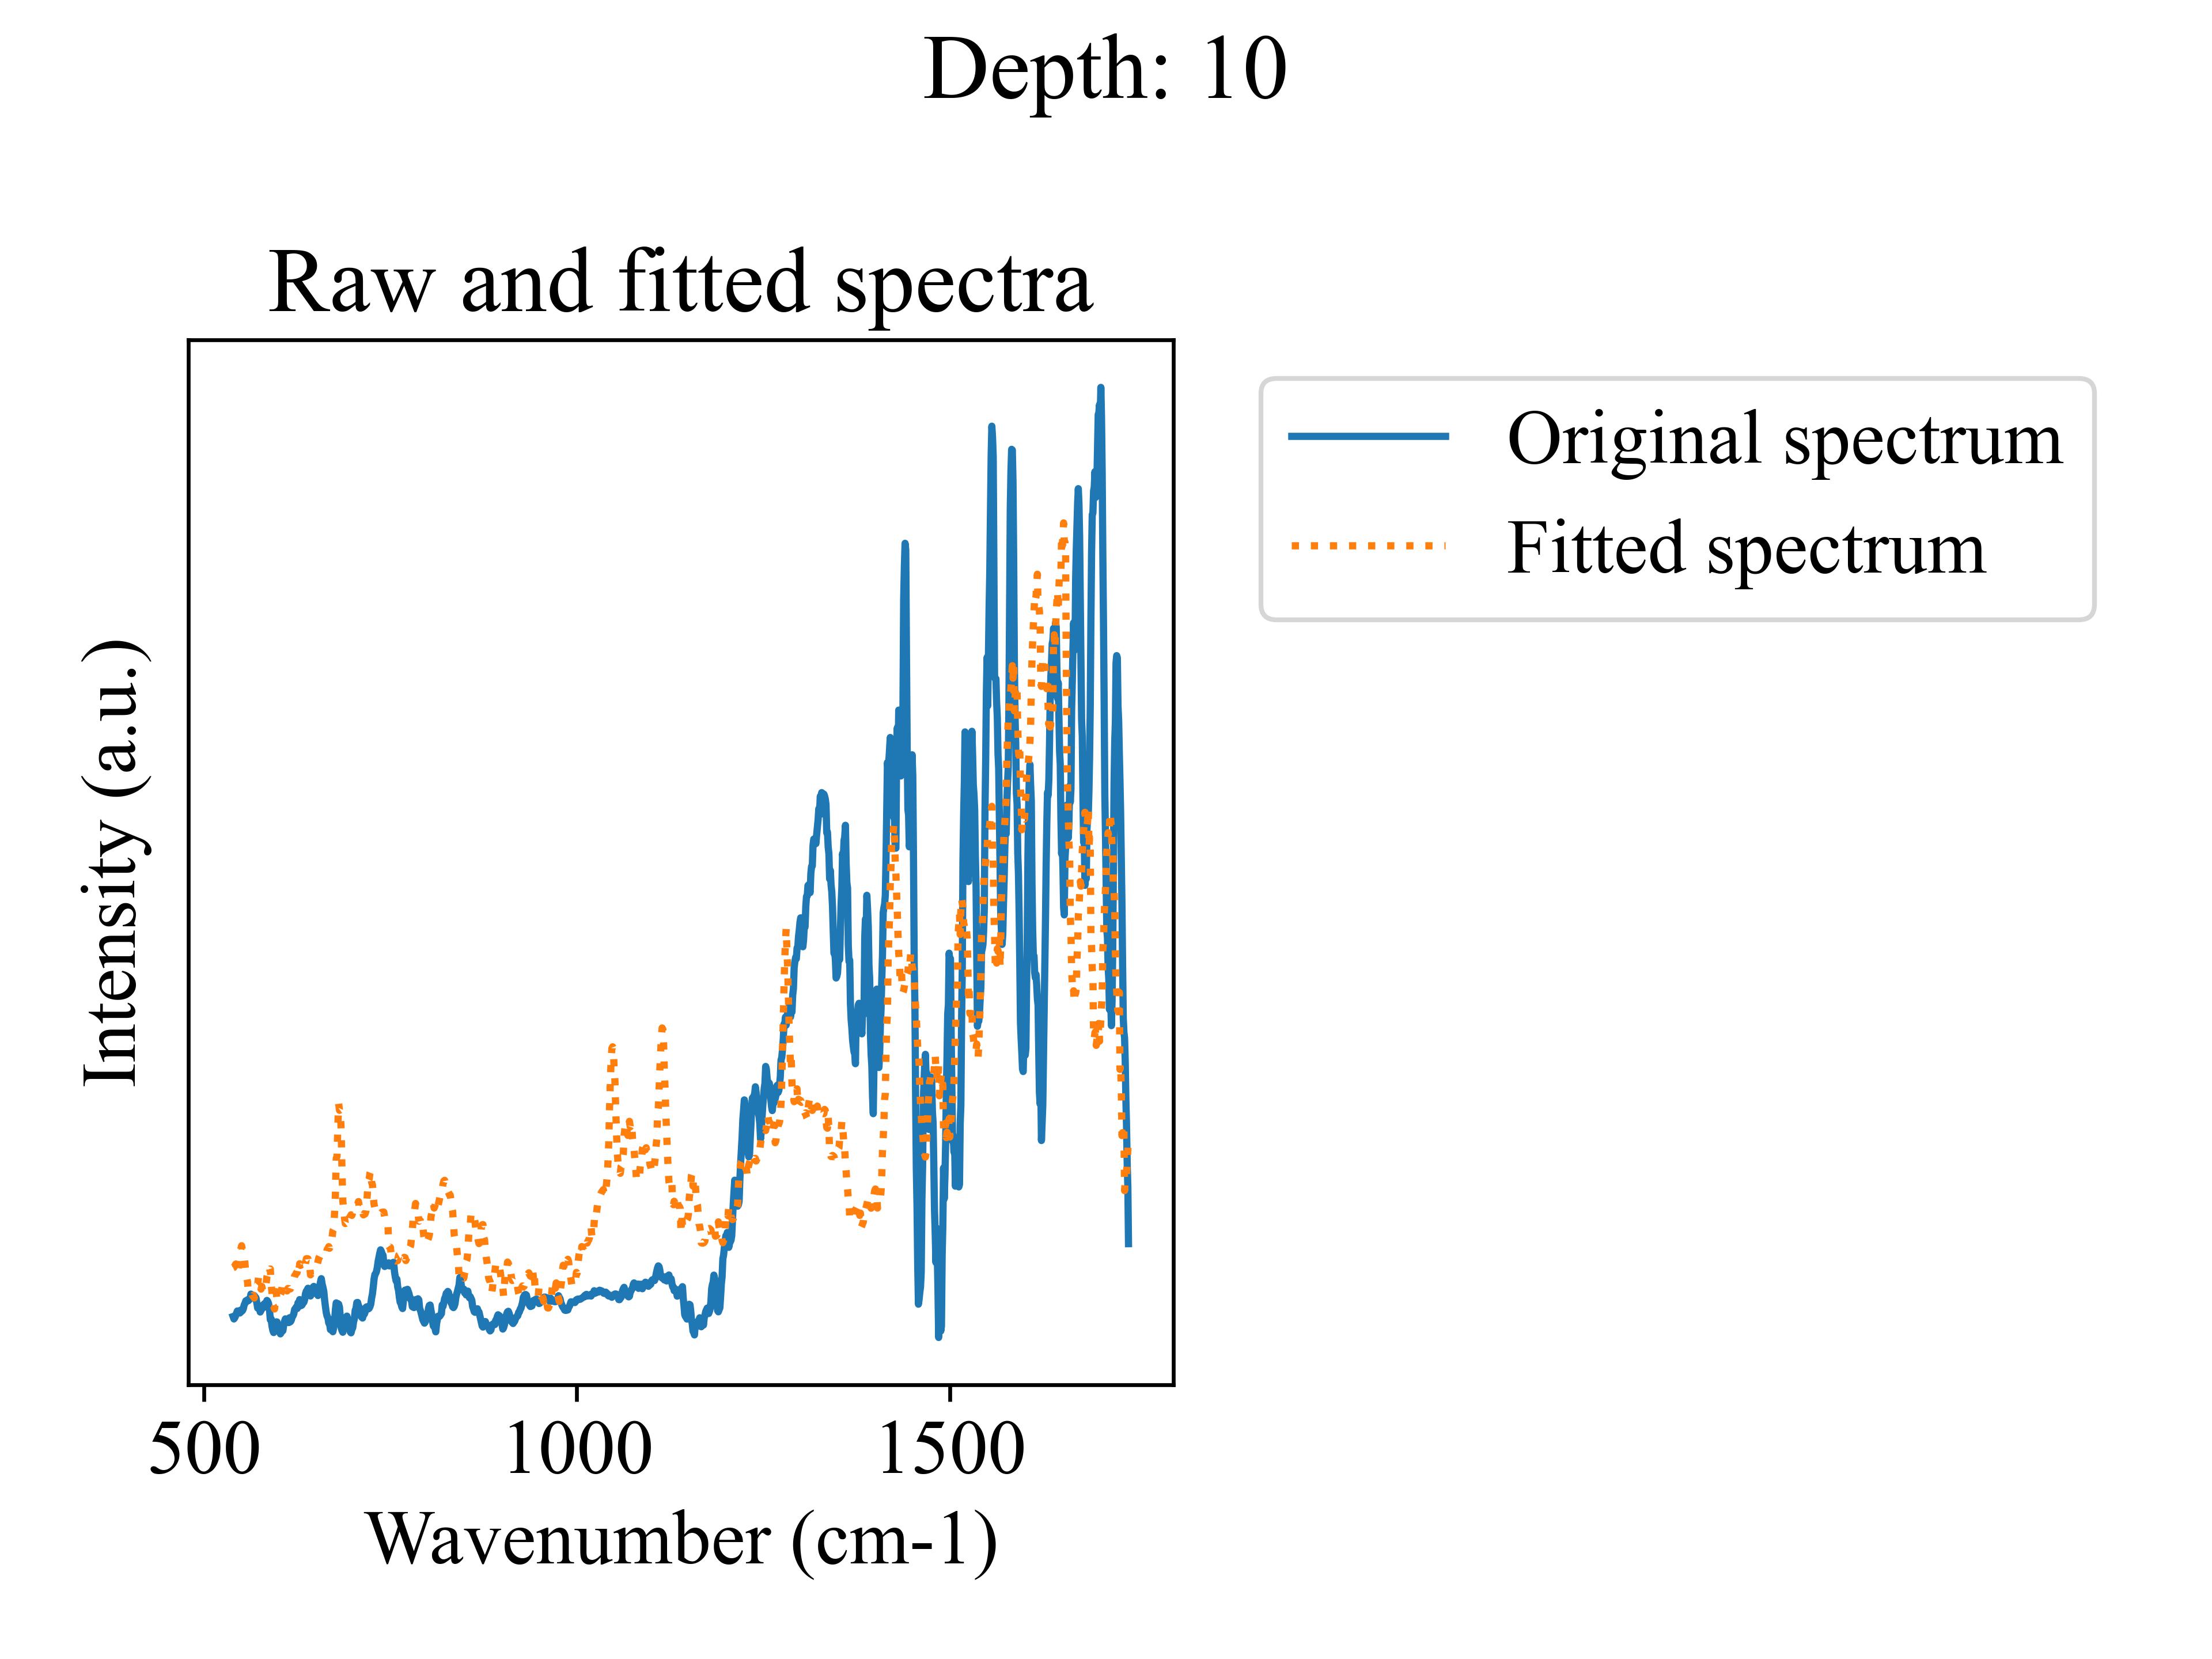 Depth: 10
Raw and fitted spectra
Original spectrum
Fitted spectrum
Intensity (a.u.)
500 1000 1500
Wavenumber (cm-1)